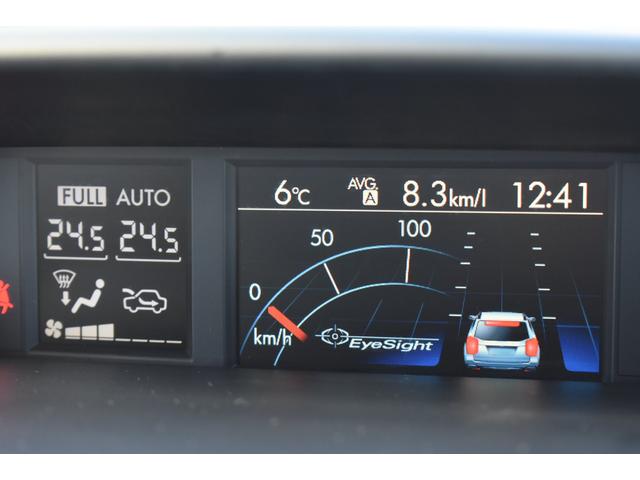 FULL AUTO
24.5 24.5
6℃ AVG. A 8.3km/l 12:41
0 50 100
km/h
EyeSight